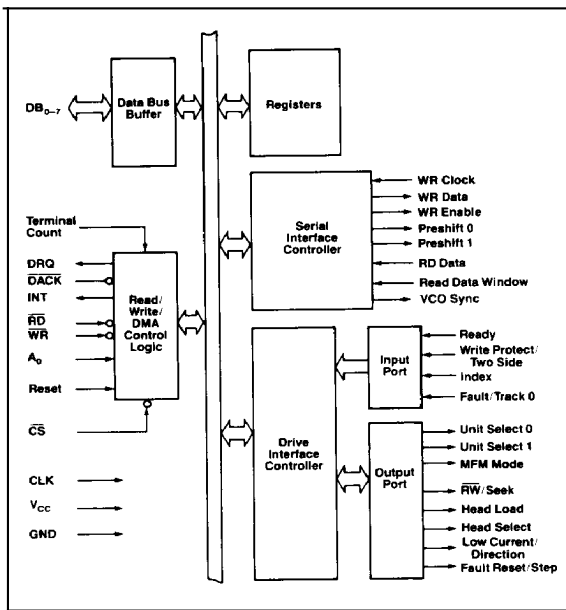 DB0–7
Data Bus
Buffer
Registers
Terminal
Count
DRQ
DACK
INT
RD
WR
A0
Reset
CS
CLK
VCC
GND
Read/
Write/
DMA
Control
Logic
Serial
Interface
Controller
WR Clock
WR Data
WR Enable
Preshift 0
Preshift 1
RD Data
Read Data Window
VCO Sync
Drive
Interface
Controller
Input
Port
Ready
Write Protect/
Two Side
Index
Fault/Track 0
Output
Port
Unit Select 0
Unit Select 1
MFM Mode
RW/Seek
Head Load
Head Select
Low Current/
Direction
Fault Reset/Step